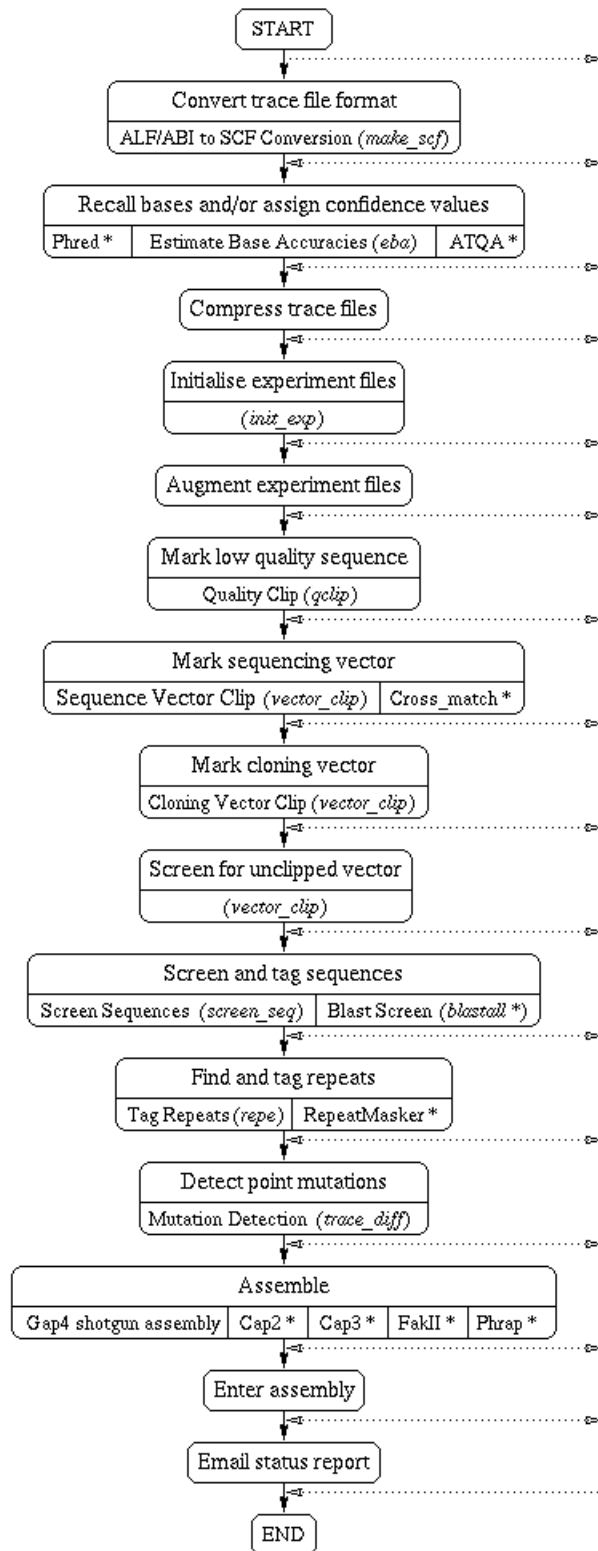 START
Convert trace file format
ALF/ABI to SCF Conversion (make_scf)
Recall bases and/or assign confidence values
Phred * Estimate Base Accuracies (eba) ATQA *
Compress trace files
Initialise experiment files
(init_exp)
Augment experiment files
Mark low quality sequence
Quality Clip (qclip)
Mark sequencing vector
Sequence Vector Clip (vector_clip) Cross_match *
Mark cloning vector
Cloning Vector Clip (vector_clip)
Screen for unclipped vector
(vector_clip)
Screen and tag sequences
Screen Sequences (screen_seq) Blast Screen (blastall *)
Find and tag repeats
Tag Repeats (repe) RepeatMasker *
Detect point mutations
Mutation Detection (trace_diff)
Assemble
Gap4 shotgun assembly Cap2 * Cap3 * FakII * Phrap *
Enter assembly
Email status report
END